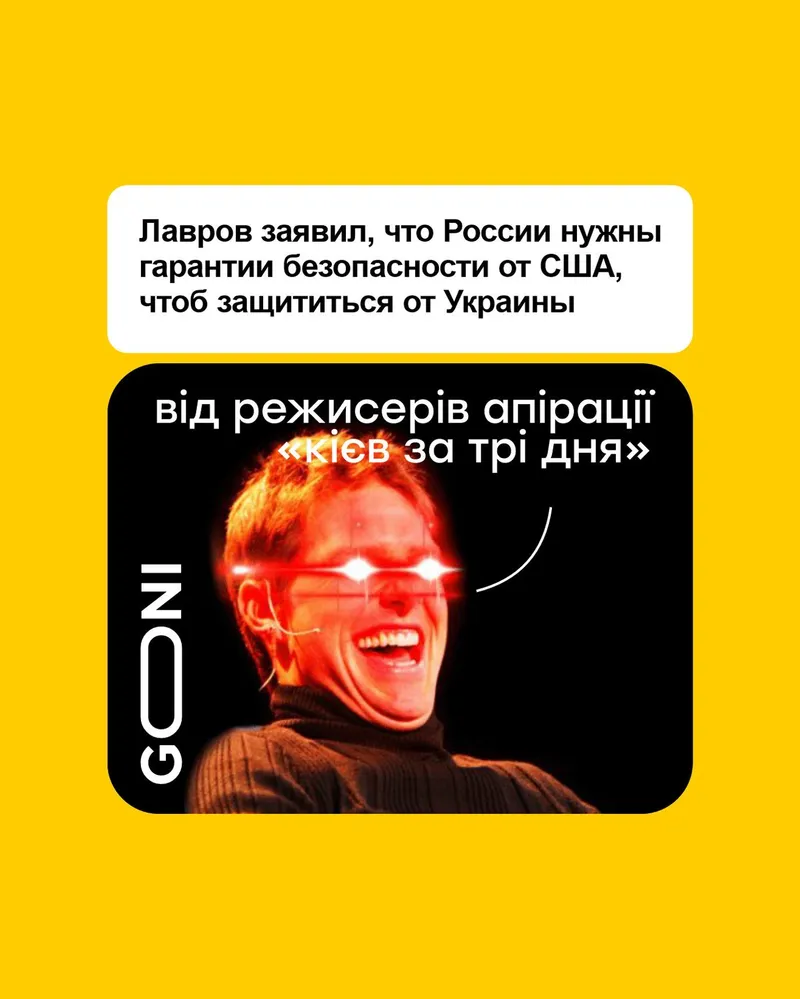 Лавров заявил, что России нужны
гарантии безопасности от США,
чтоб защититься от Украины
від режисерів апірації
«кієв за трі дня»
GONI